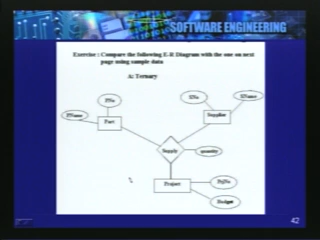 SOFTWARE ENGINEERING
Exercise : Compare the following E-R Diagram with the one on next
page using sample data
A: Ternary
PNo
SNo
SName
PName
Part
Supplier
Supply
quantity
Project
PrjNo
Budget
42